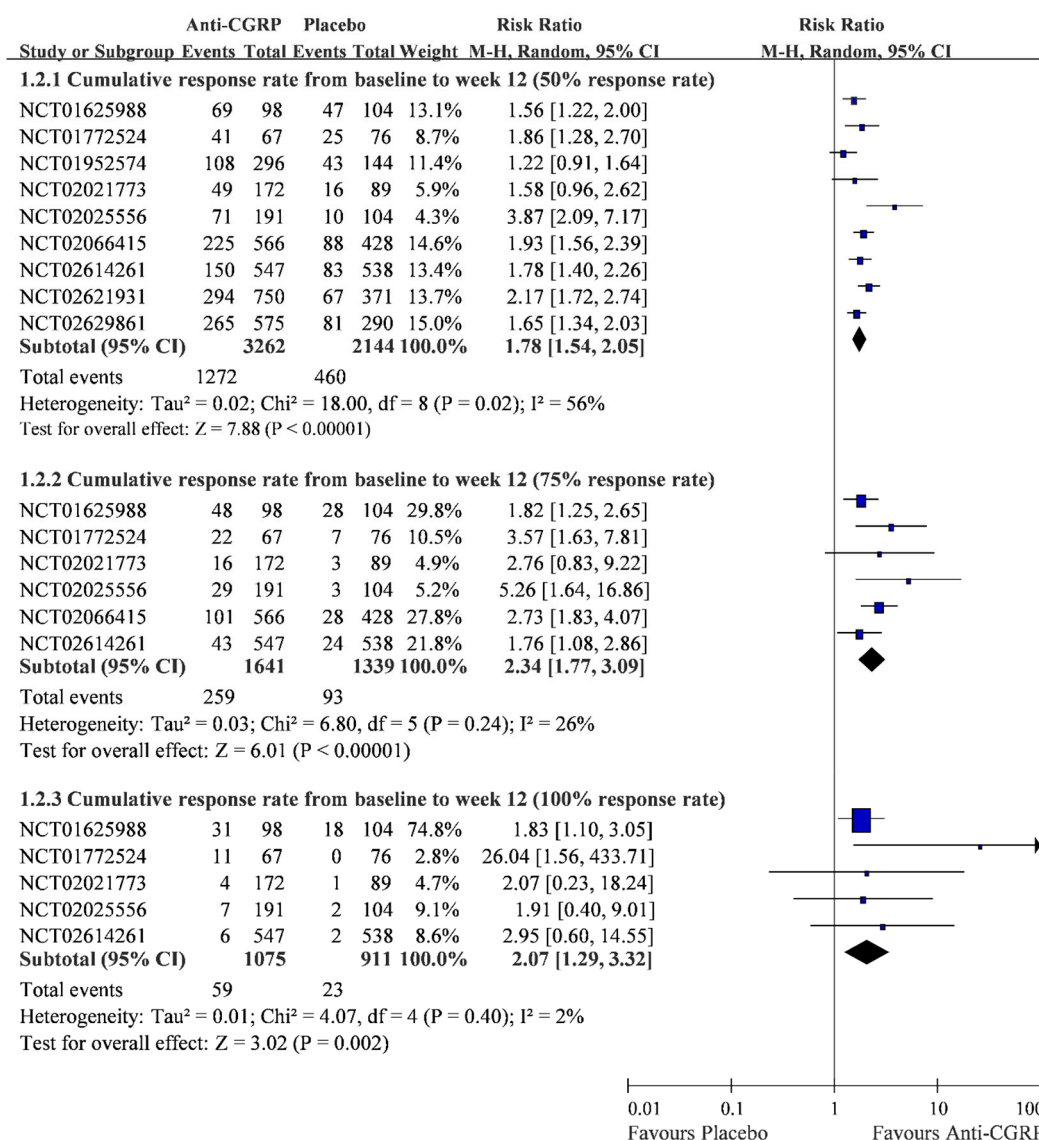 Anti-CGRP Placebo Risk Ratio Risk Ratio
Study or Subgroup Events Total Events Total Weight M-H, Random, 95% CI M-H, Random, 95% CI
1.2.1 Cumulative response rate from baseline to week 12 (50% response rate)
NCT01625988 69 98 47 104 13.1% 1.56 [1.22, 2.00]
NCT01772524 41 67 25 76 8.7% 1.86 [1.28, 2.70]
NCT01952574 108 296 43 144 11.4% 1.22 [0.91, 1.64]
NCT02021773 49 172 16 89 5.9% 1.58 [0.96, 2.62]
NCT02025556 71 191 10 104 4.3% 3.87 [2.09, 7.17]
NCT02066415 225 566 88 428 14.6% 1.93 [1.56, 2.39]
NCT02614261 150 547 83 538 13.4% 1.78 [1.40, 2.26]
NCT02621931 294 750 67 371 13.7% 2.17 [1.72, 2.74]
NCT02629861 265 575 81 290 15.0% 1.65 [1.34, 2.03]
Subtotal (95% CI) 3262 2144 100.0% 1.78 [1.54, 2.05]
Total events 1272 460
Heterogeneity: Tau² = 0.02; Chi² = 18.00, df = 8 (P = 0.02); I² = 56%
Test for overall effect: Z = 7.88 (P < 0.00001)
1.2.2 Cumulative response rate from baseline to week 12 (75% response rate)
NCT01625988 48 98 28 104 29.8% 1.82 [1.25, 2.65]
NCT01772524 22 67 7 76 10.5% 3.57 [1.63, 7.81]
NCT02021773 16 172 3 89 4.9% 2.76 [0.83, 9.22]
NCT02025556 29 191 3 104 5.2% 5.26 [1.64, 16.86]
NCT02066415 101 566 28 428 27.8% 2.73 [1.83, 4.07]
NCT02614261 43 547 24 538 21.8% 1.76 [1.08, 2.86]
Subtotal (95% CI) 1641 1339 100.0% 2.34 [1.77, 3.09]
Total events 259 93
Heterogeneity: Tau² = 0.03; Chi² = 6.80, df = 5 (P = 0.24); I² = 26%
Test for overall effect: Z = 6.01 (P < 0.00001)
1.2.3 Cumulative response rate from baseline to week 12 (100% response rate)
NCT01625988 31 98 18 104 74.8% 1.83 [1.10, 3.05]
NCT01772524 11 67 0 76 2.8% 26.04 [1.56, 433.71]
NCT02021773 4 172 1 89 4.7% 2.07 [0.23, 18.24]
NCT02025556 7 191 2 104 9.1% 1.91 [0.40, 9.01]
NCT02614261 6 547 2 538 8.6% 2.95 [0.60, 14.55]
Subtotal (95% CI) 1075 911 100.0% 2.07 [1.29, 3.32]
Total events 59 23
Heterogeneity: Tau² = 0.01; Chi² = 4.07, df = 4 (P = 0.40); I² = 2%
Test for overall effect: Z = 3.02 (P = 0.002)
0.01 0.1 1 10 100
Favours Placebo Favours Anti-CGRP